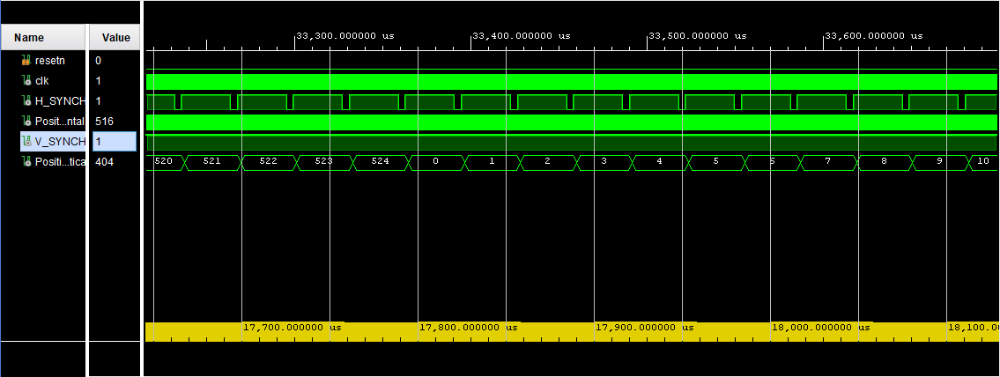 Name Value
33,300.000000 us 33,400.000000 us 33,500.000000 us 33,600.000000 us
resetn 0
clk 1
H_SYNCH 1
Posit...ntal 516
V_SYNCH 1
Positi...tica 404 520 521 522 523 524 0 1 2 3 4 5 6 7 8 9 10
17,700.000000 us 17,800.000000 us 17,900.000000 us 18,000.000000 us 18,100.0